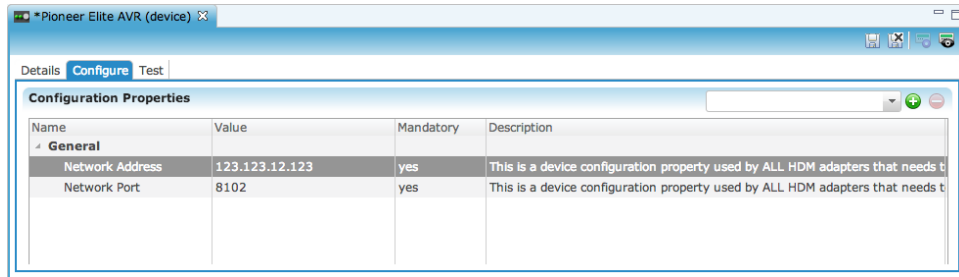 *Pioneer Elite AVR (device)
Details Configure Test
Configuration Properties
Name Value Mandatory Description
General
Network Address 123.123.12.123 yes This is a device configuration property used by ALL HDM adapters that needs t
Network Port 8102 yes This is a device configuration property used by ALL HDM adapters that needs t